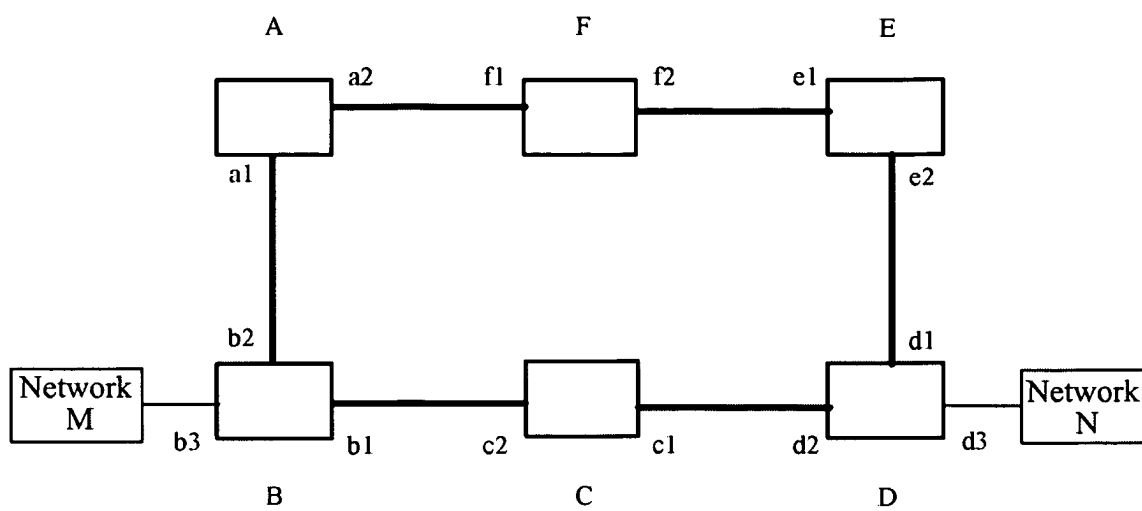 A F E
a2 f1 f2 e1
a1 e2
b2 d1
Network M
b3 b1 c2 c1 d2 d3
Network N
B C D